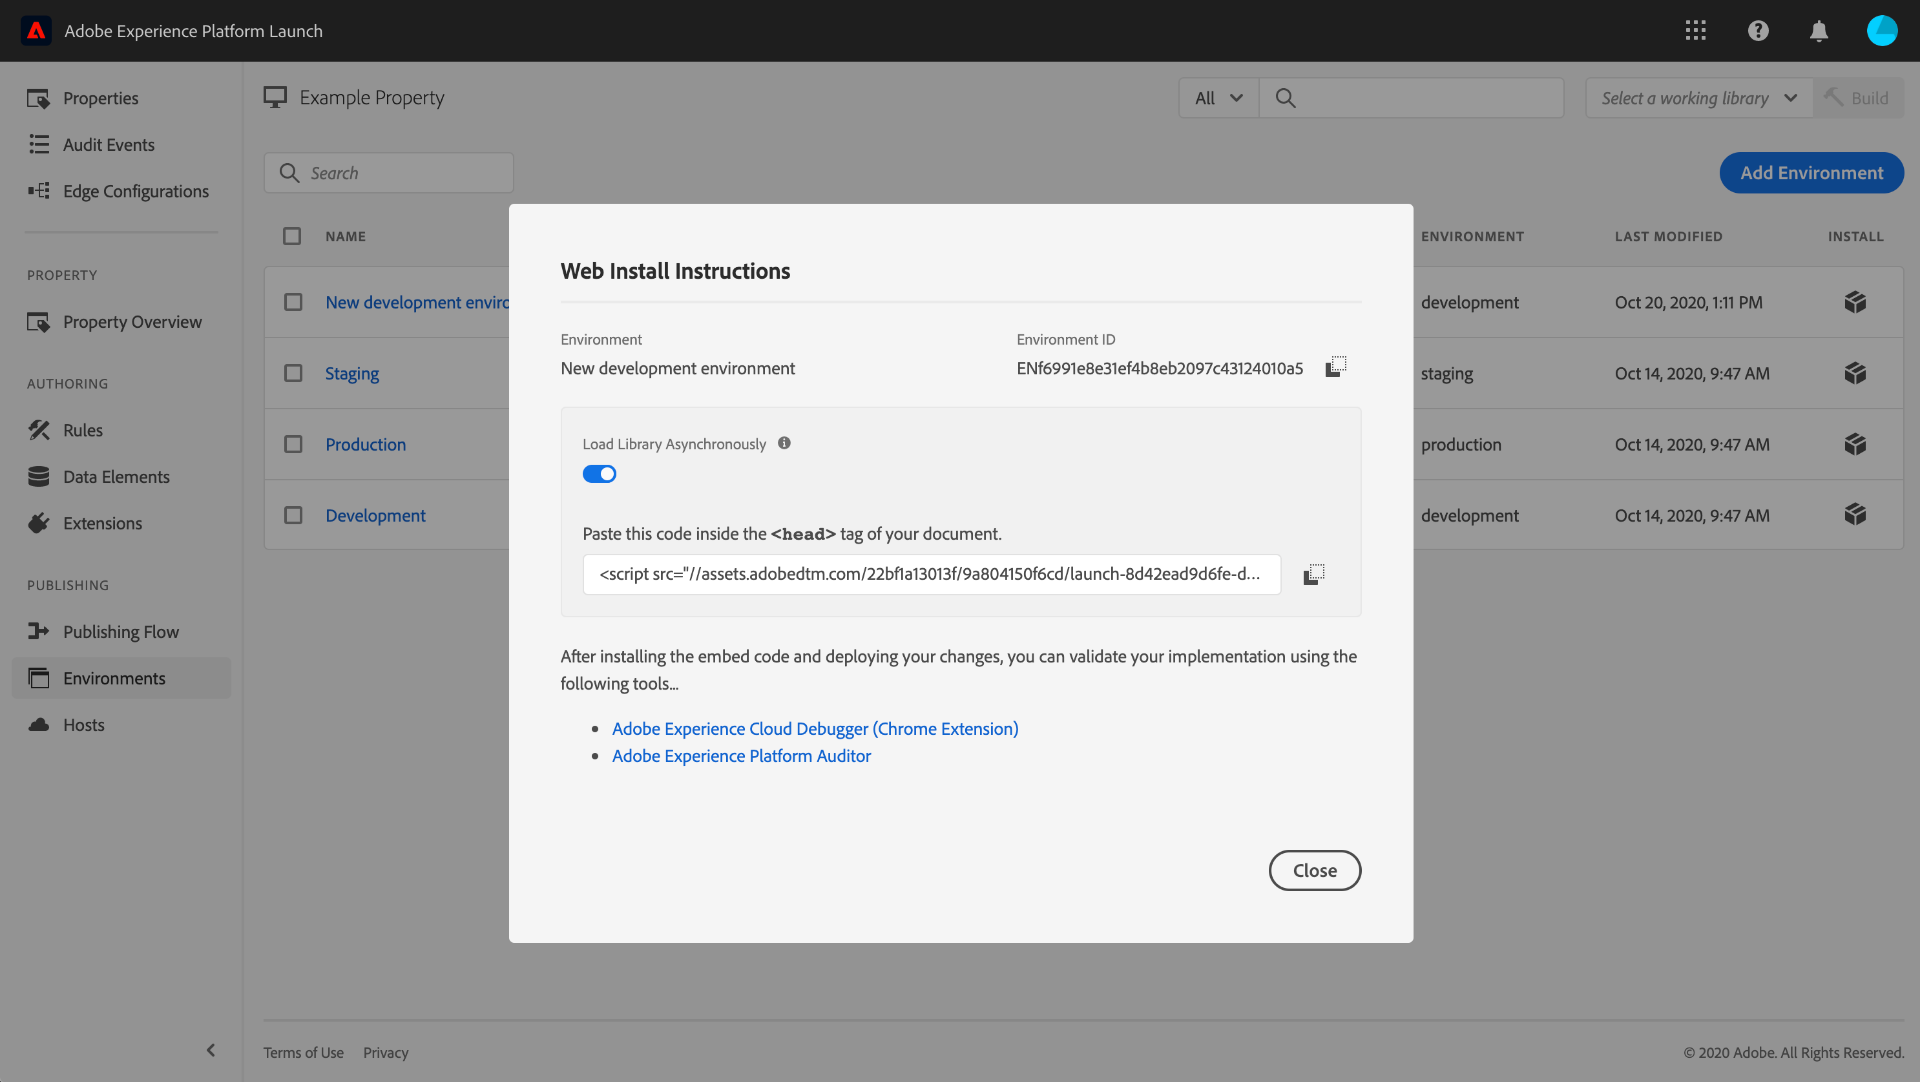 Adobe Experience Platform Launch
Properties
Audit Events
Edge Configurations
PROPERTY
Property Overview
AUTHORING
Rules
Data Elements
Extensions
PUBLISHING
Publishing Flow
Environments
Hosts
Example Property
All
Select a working library
Build
Search
Add Environment
NAME
ENVIRONMENT
LAST MODIFIED
INSTALL
New development enviro
development
Oct 20, 2020, 1:11 PM
Staging
staging
Oct 14, 2020, 9:47 AM
Production
production
Oct 14, 2020, 9:47 AM
Development
development
Oct 14, 2020, 9:47 AM
Web Install Instructions
Environment
New development environment
Environment ID
ENf6991e8e31ef4b8eb2097c43124010a5
Load Library Asynchronously
Paste this code inside the <head> tag of your document.
<script src="//assets.adobedtm.com/22bf1a13013f/9a804150f6cd/launch-8d42ead9d6fe-d...
After installing the embed code and deploying your changes, you can validate your implementation using the
following tools...
• Adobe Experience Cloud Debugger (Chrome Extension)
• Adobe Experience Platform Auditor
Close
Terms of Use
Privacy
© 2020 Adobe. All Rights Reserved.